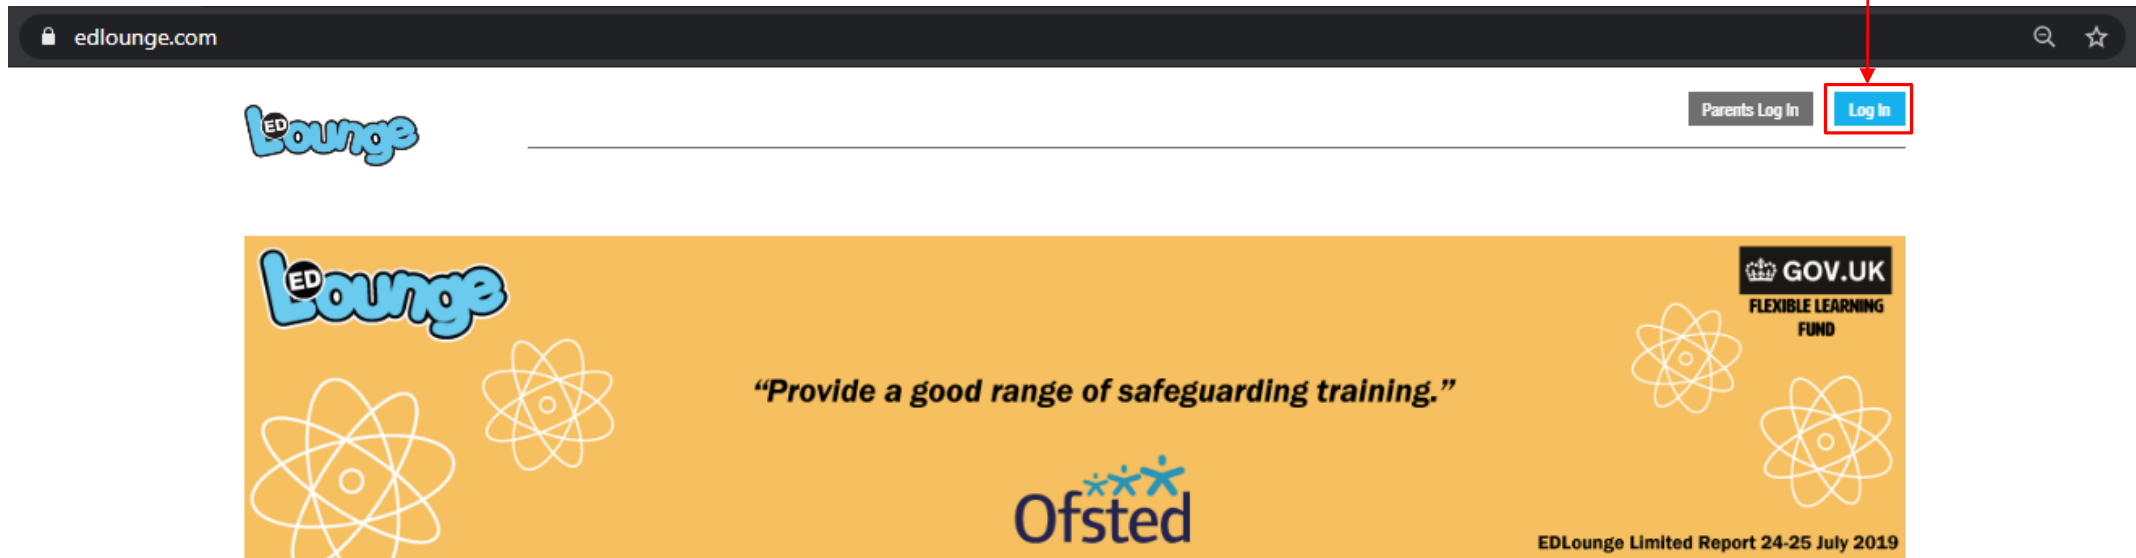 edlounge.com
Parents Log In
Log In
ED Lounge
ED Lounge
GOV.UK
FLEXIBLE LEARNING
FUND
“Provide a good range of safeguarding training.”
Ofsted
EDLounge Limited Report 24-25 July 2019